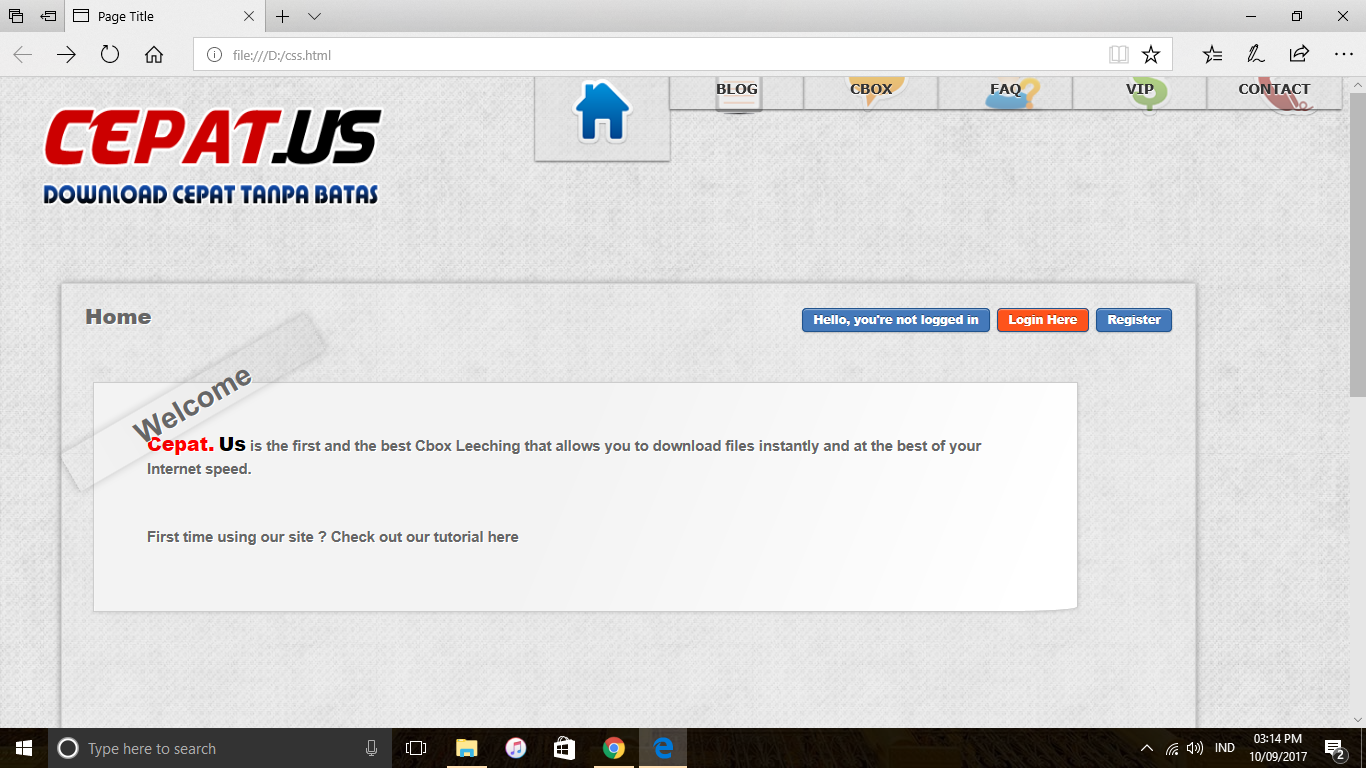 Page Title
file:///D:/css.html
BLOG CBOX FAQ VIP CONTACT
CEPAT.US
DOWNLOAD CEPAT TANPA BATAS
Home
Hello, you're not logged in
Login Here
Register
Welcome
Cepat. Us is the first and the best Cbox Leeching that allows you to download files instantly and at the best of your
Internet speed.
First time using our site ? Check out our tutorial here
Type here to search
IND
03:14 PM
10/09/2017
2